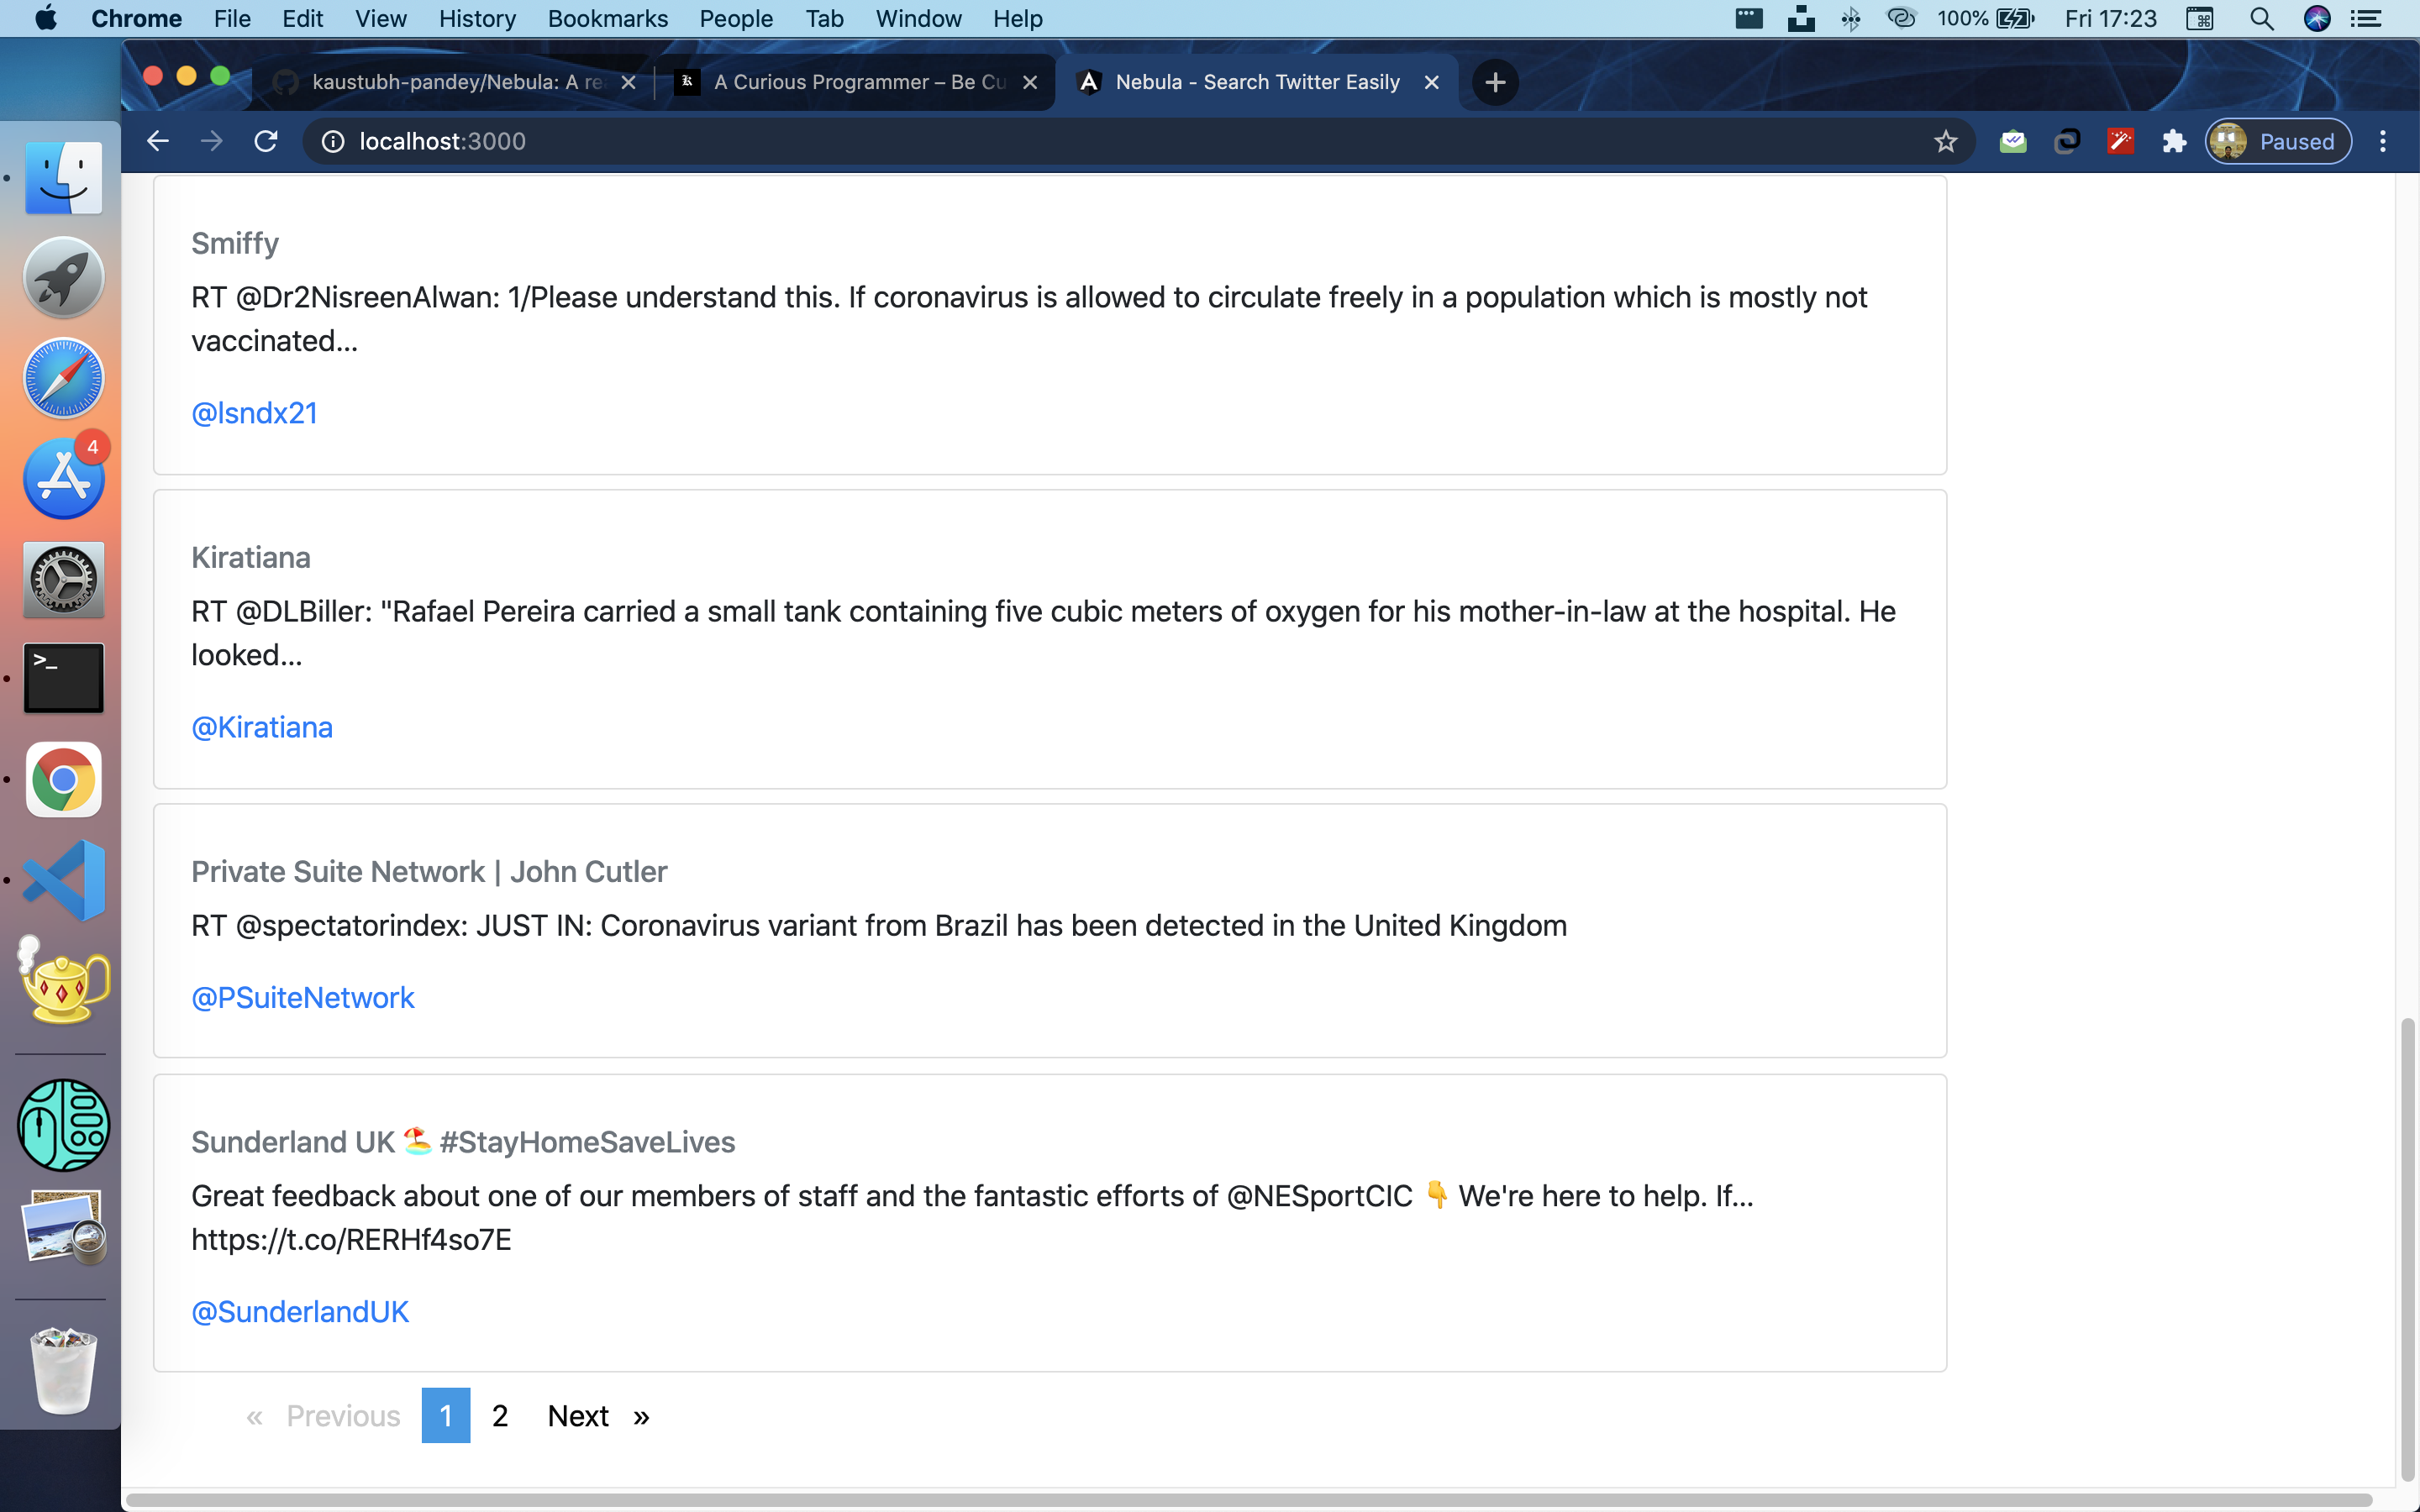 Chrome File Edit View History Bookmarks People Tab Window Help 100% Fri 17:23
kaustubh-pandey/Nebula: A re A Curious Programmer – Be Cu Nebula - Search Twitter Easily
localhost:3000 Paused
Smiffy
RT @Dr2NisreenAlwan: 1/Please understand this. If coronavirus is allowed to circulate freely in a population which is mostly not
vaccinated…
@lsndx21
4
Kiratiana
RT @DLBiller: "Rafael Pereira carried a small tank containing five cubic meters of oxygen for his mother-in-law at the hospital. He
looked…
>_
@Kiratiana
Private Suite Network | John Cutler
RT @spectatorindex: JUST IN: Coronavirus variant from Brazil has been detected in the United Kingdom
@PSuiteNetwork
Sunderland UK 🏖️ #StayHomeSaveLives
Great feedback about one of our members of staff and the fantastic efforts of @NESportCIC 👇 We're here to help. If…
https://t.co/RERHf4so7E
@SunderlandUK
« Previous 1 2 Next »